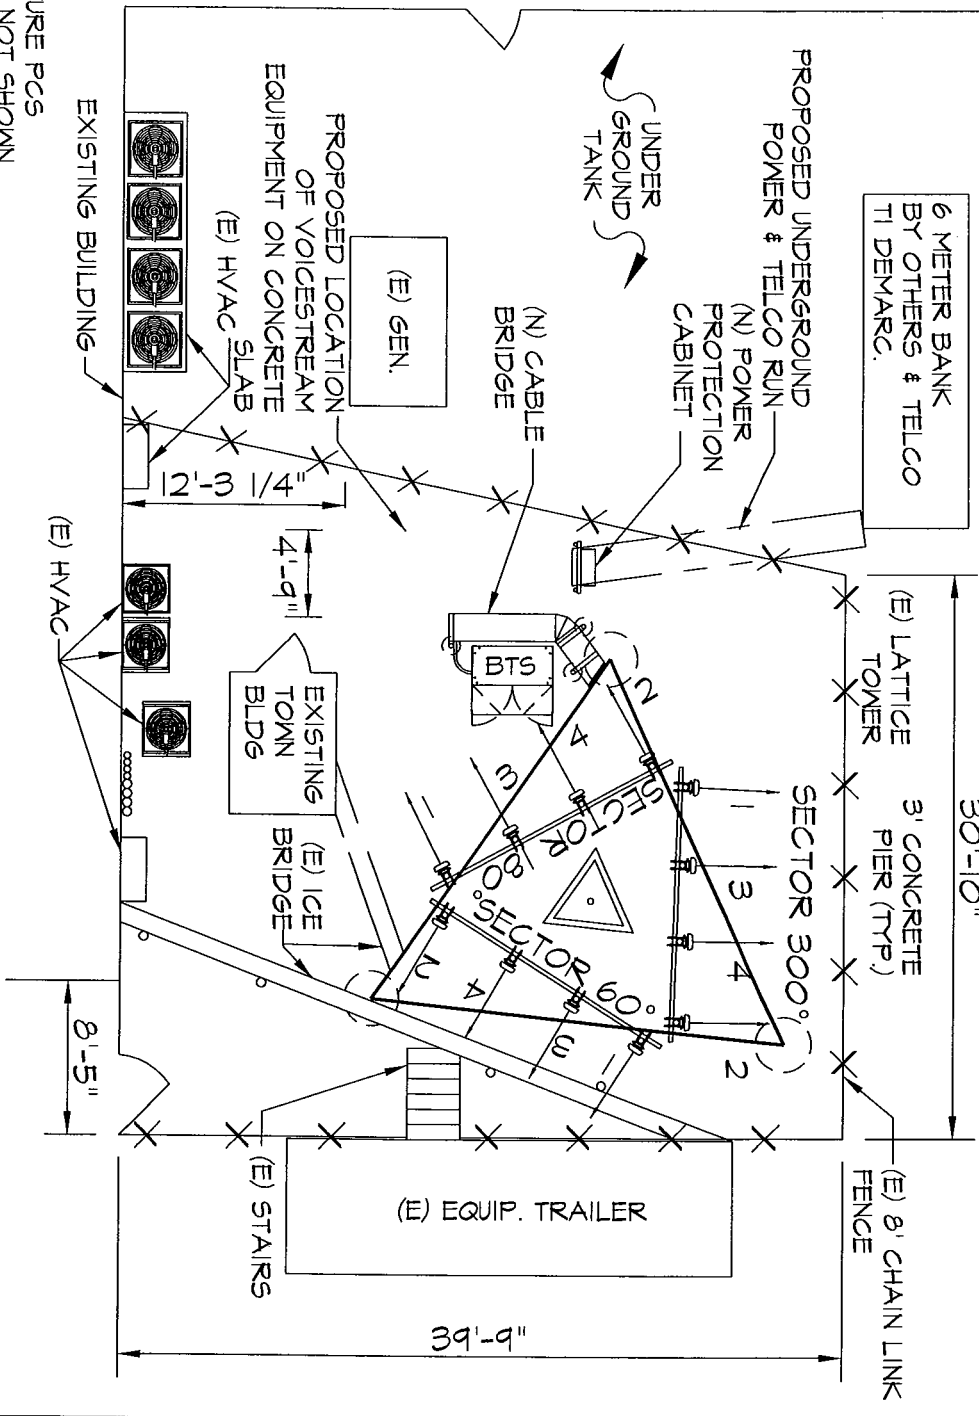 6 METER BANK
BY OTHERS & TELCO
T1 DEMARC.
PROPOSED UNDERGROUND
POWER & TELCO RUN
(N) POWER
PROTECTION
CABINET
UNDER
GROUND
TANK
(N) CABLE
BRIDGE
(E) GEN.
PROPOSED LOCATION
OF VOICESTREAM
EQUIPMENT ON CONCRETE
SLAB
(E) HVAC
EXISTING BUILDING
URE PCS
NOT SHOWN
30'-10"
(E) LATTICE
TOWER
3' CONCRETE
PIER (TYP.)
(E) 8' CHAIN LINK
FENCE
SECTOR 300°
1
3
4
2
SECTOR 180°
2
4
3
1
SECTOR 60°
2
4
3
1
BTS
12'-3 1/4"
4'-9"
EXISTING
TOWN
BLDG
(E) ICE
BRIDGE
(E) HVAC
8'-5"
(E) STAIRS
(E) EQUIP. TRAILER
39'-9"